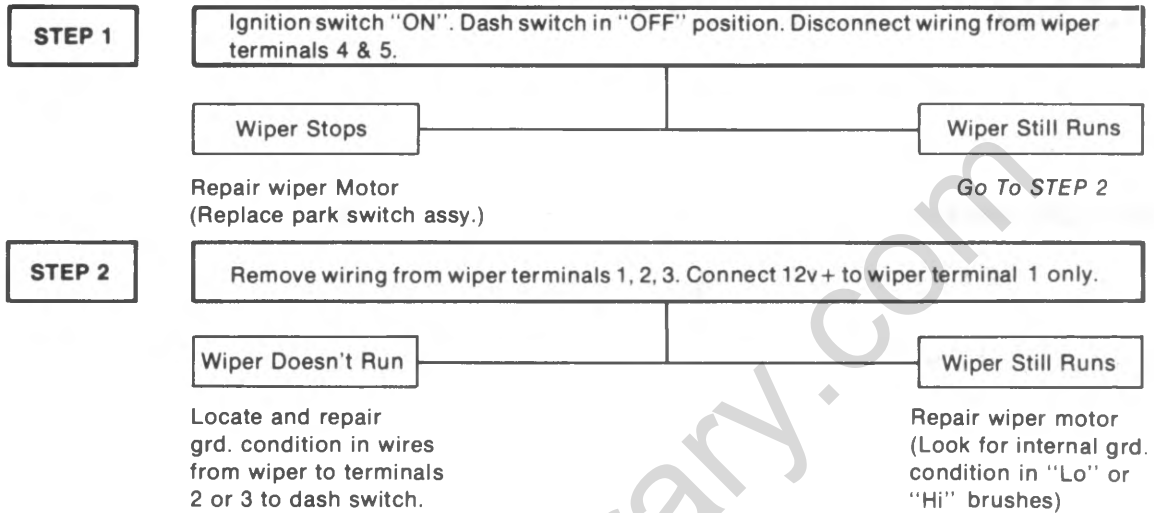 STEP 1
Ignition switch "ON". Dash switch in "OFF" position. Disconnect wiring from wiper
terminals 4 & 5.
Wiper Stops
Wiper Still Runs
Repair wiper Motor
(Replace park switch assy.)
Go To STEP 2
STEP 2
Remove wiring from wiper terminals 1, 2, 3. Connect 12v+ to wiper terminal 1 only.
Wiper Doesn't Run
Wiper Still Runs
Locate and repair
grd. condition in wires
from wiper to terminals
2 or 3 to dash switch.
Repair wiper motor
(Look for internal grd.
condition in "Lo" or
"Hi" brushes)
ary.com